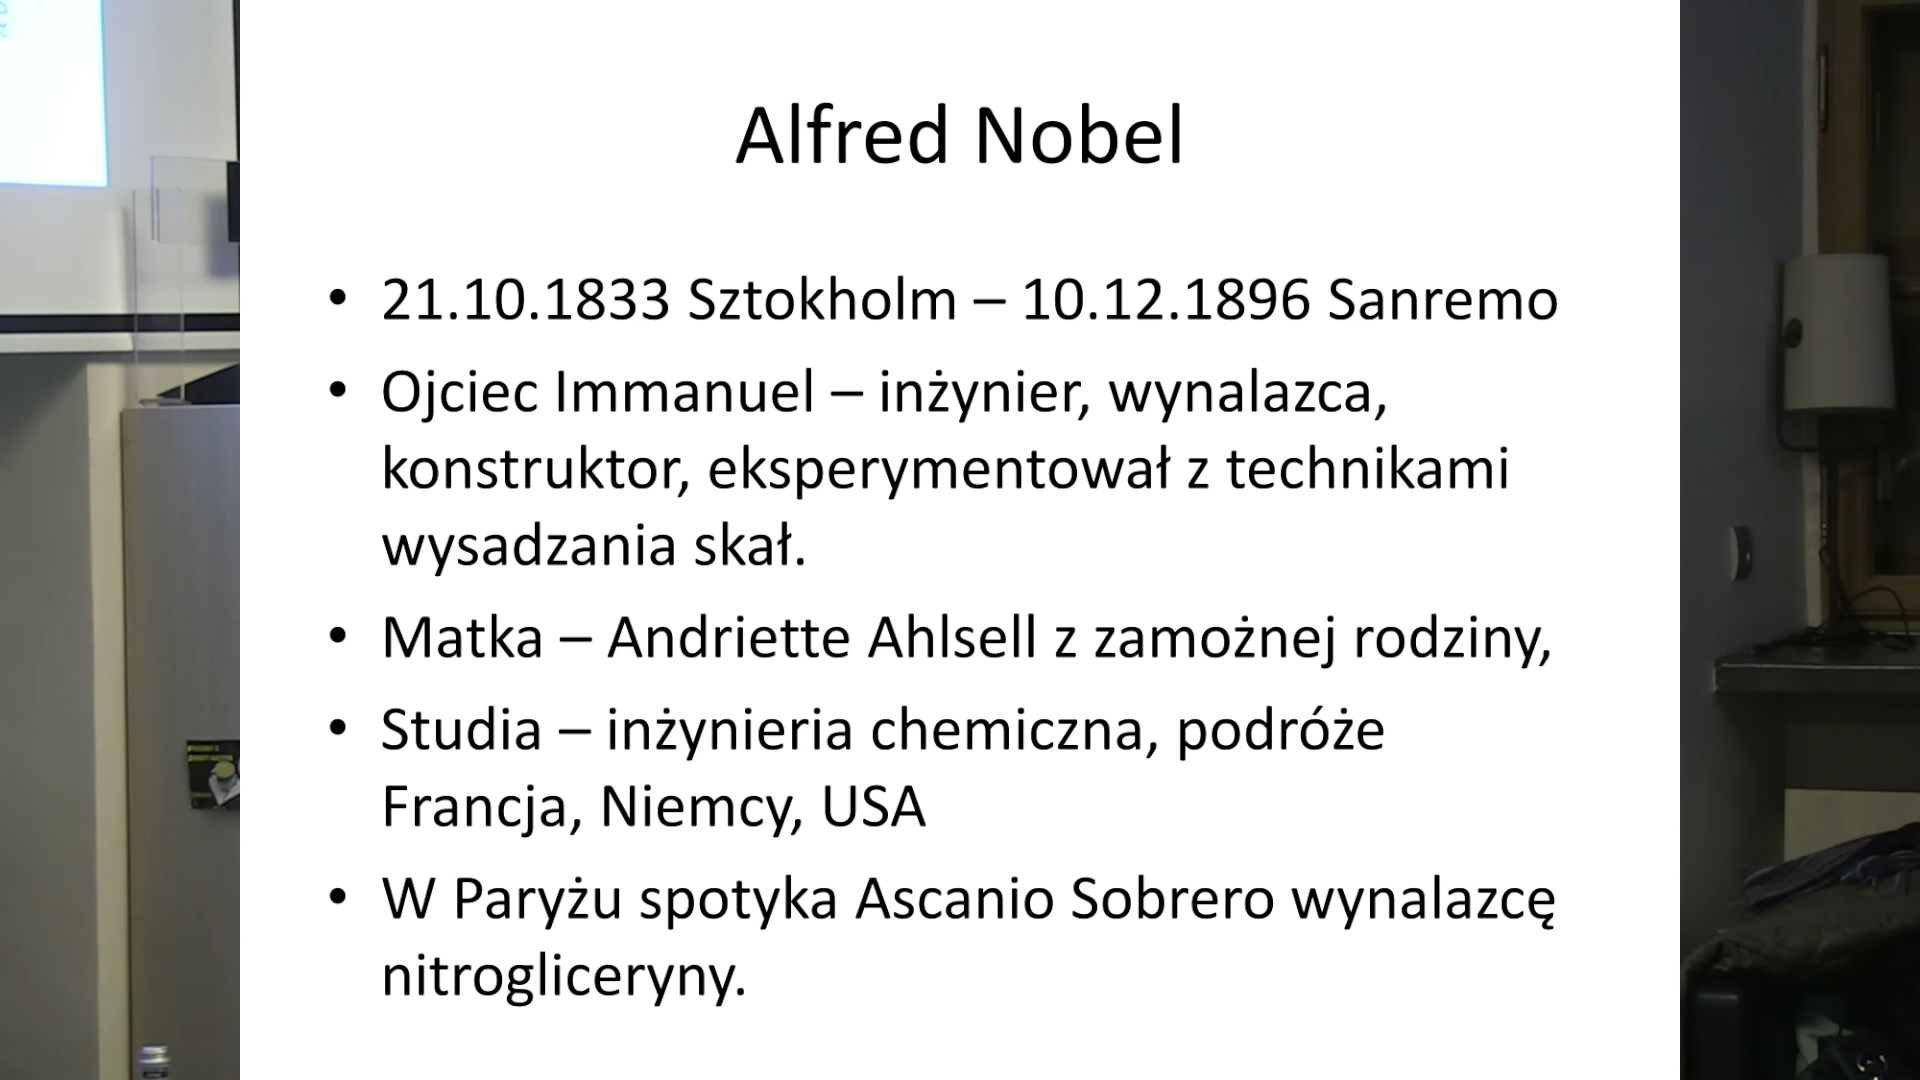 Alfred Nobel
• 21.10.1833 Sztokholm – 10.12.1896 Sanremo
• Ojciec Immanuel – inżynier, wynalazca,
konstruktor, eksperymentował z technikami
wysadzania skał.
• Matka – Andriette Ahlsell z zamożnej rodziny,
• Studia – inżynieria chemiczna, podróże
Francja, Niemcy, USA
• W Paryżu spotyka Ascanio Sobrero wynalazcę
nitrogliceryny.